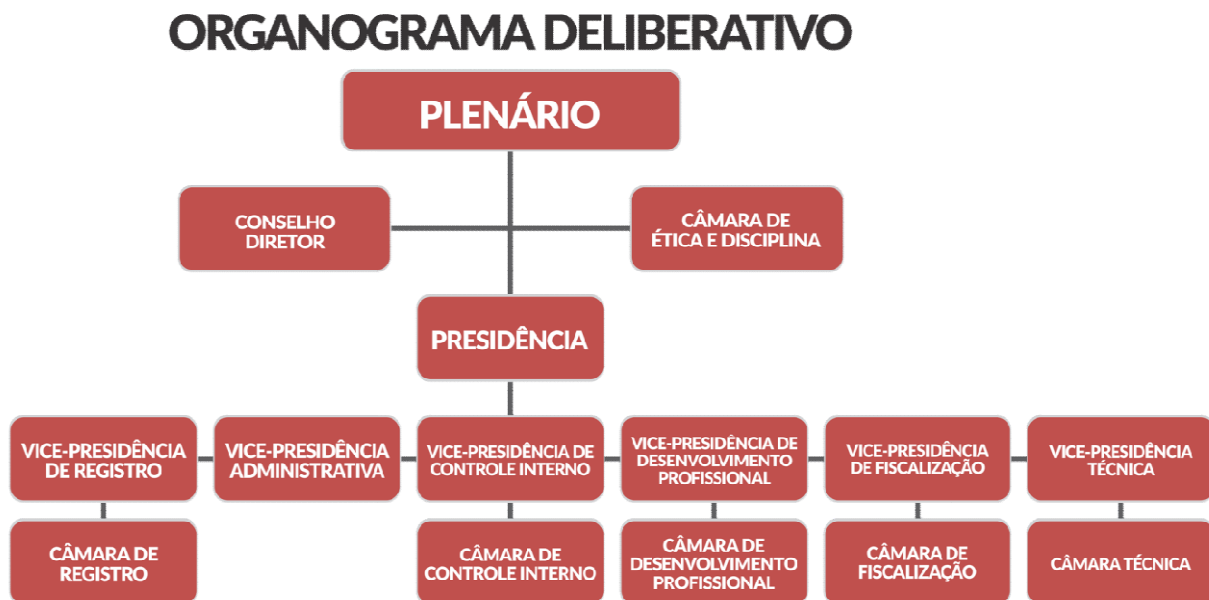 ORGANOGRAMA DELIBERATIVO
PLENÁRIO
CONSELHO
DIRETOR
CÂMARA DE
ÉTICA E DISCIPLINA
PRESIDÊNCIA
VICE-PRESIDÊNCIA
DE REGISTRO
VICE-PRESIDÊNCIA
ADMINISTRATIVA
VICE-PRESIDÊNCIA DE
CONTROLE INTERNO
VICE-PRESIDÊNCIA DE
DESENVOLVIMENTO
PROFISSIONAL
VICE-PRESIDÊNCIA
DE FISCALIZAÇÃO
VICE-PRESIDÊNCIA
TÉCNICA
CÂMARA DE
REGISTRO
CÂMARA DE
CONTROLE INTERNO
CÂMARA DE
DESENVOLVIMENTO
PROFISSIONAL
CÂMARA DE
FISCALIZAÇÃO
CÂMARA TÉCNICA